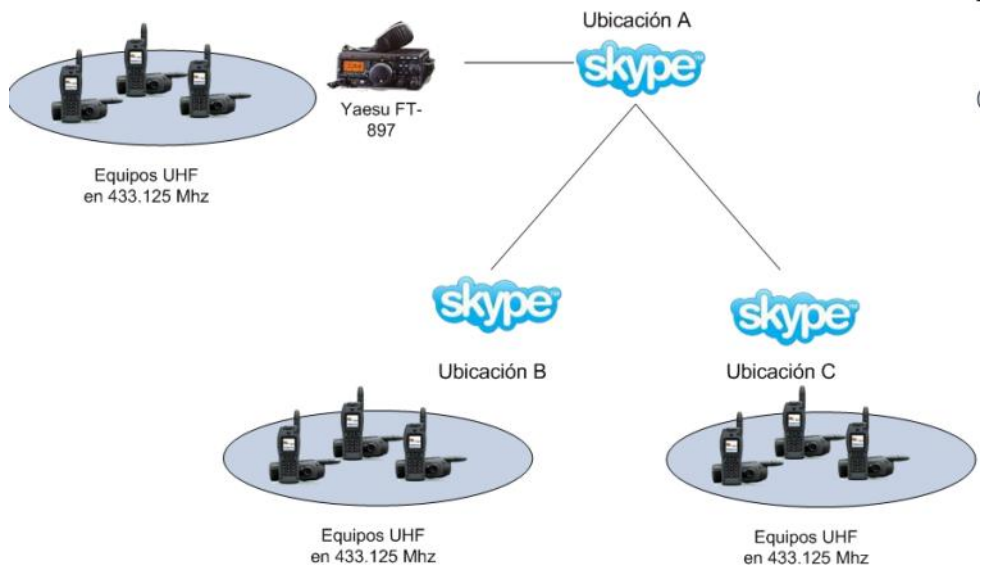 Ubicación A
skype
Yaesu FT-
897
Equipos UHF
en 433.125 Mhz
skype
skype
Ubicación B
Ubicación C
Equipos UHF
en 433.125 Mhz
Equipos UHF
en 433.125 Mhz